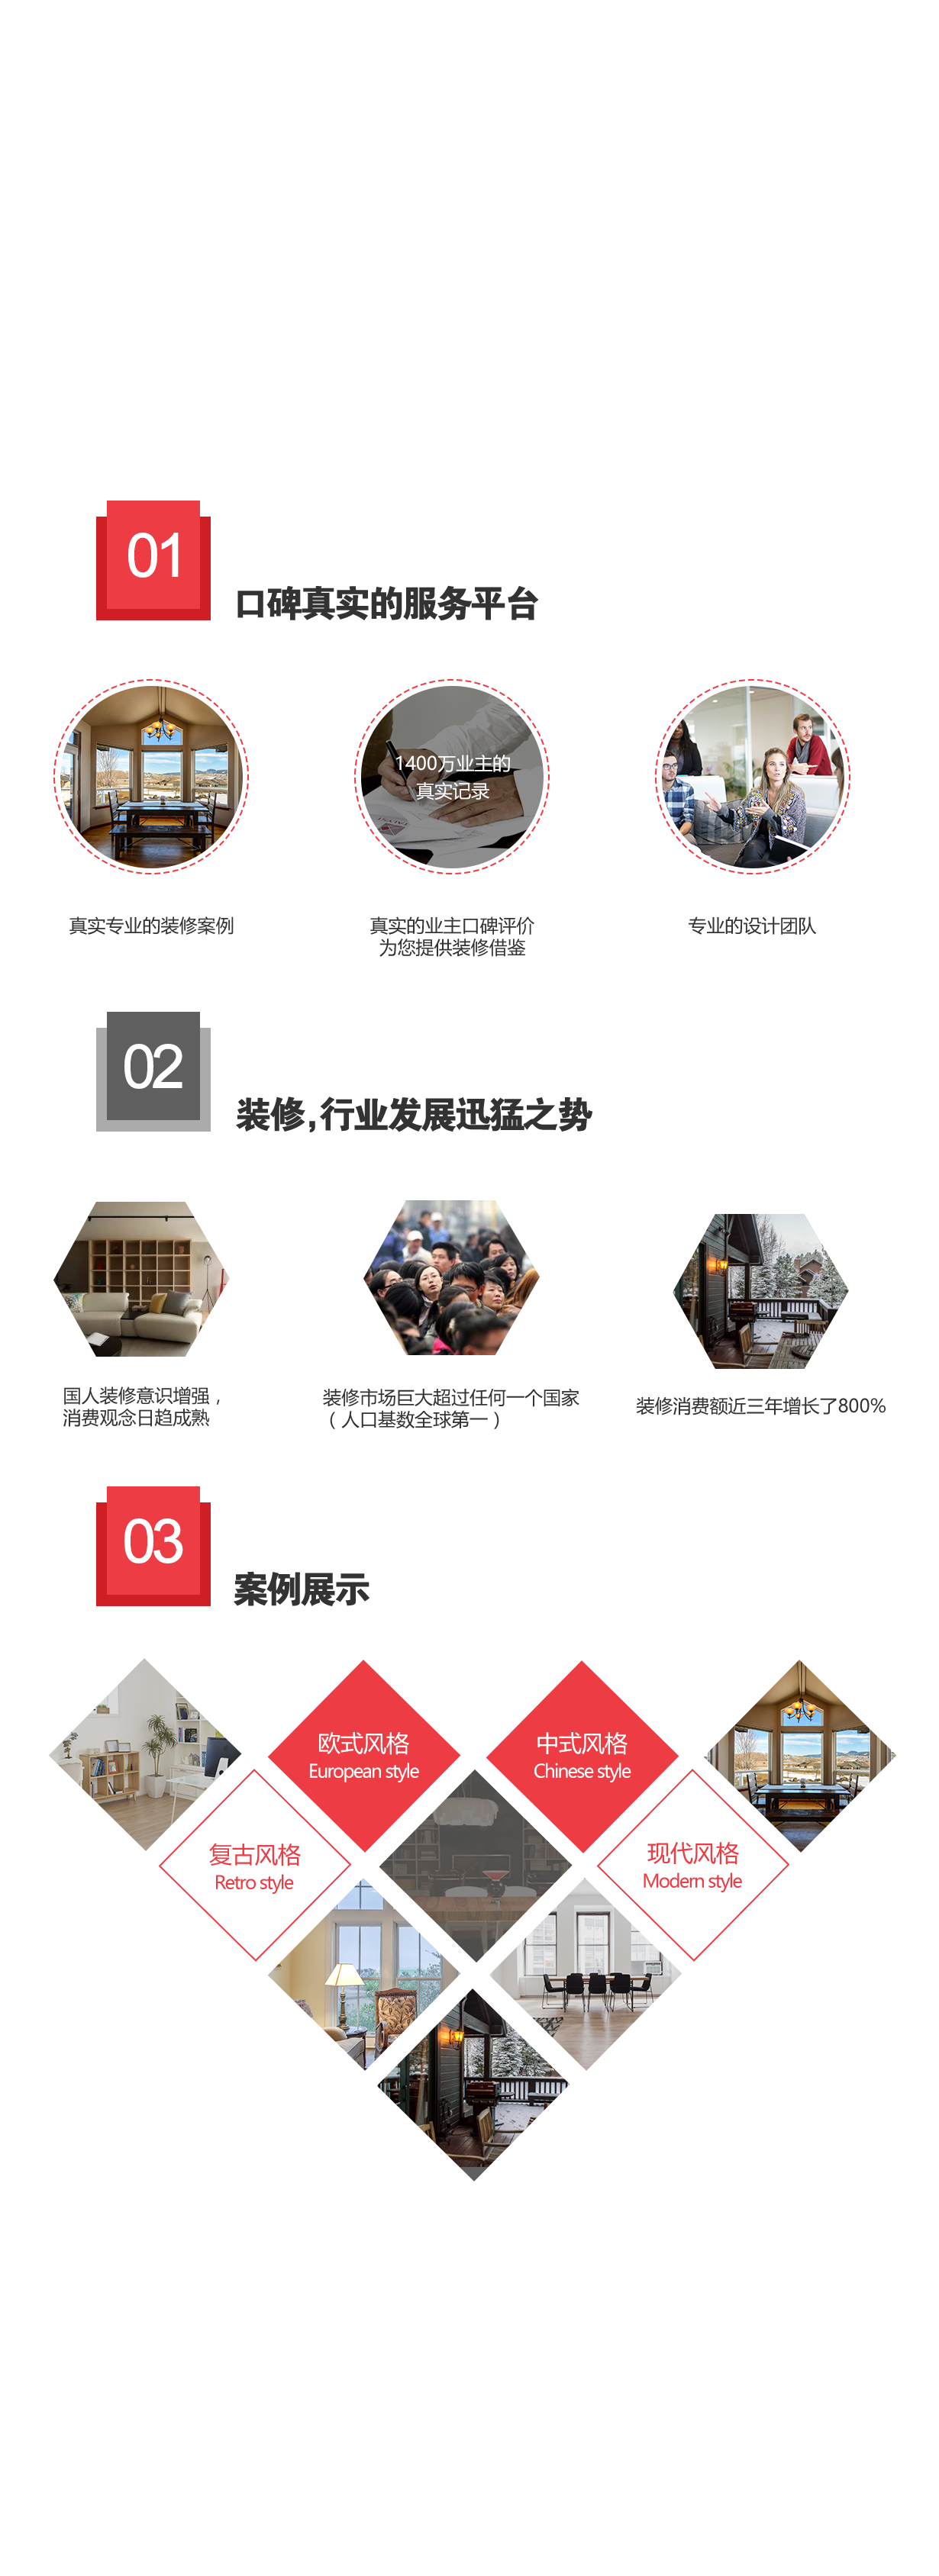 01
口碑真实的服务平台
1400万业主的
真实记录
真实专业的装修案例
真实的业主口碑评价
为您提供装修借鉴
专业的设计团队
02
装修,行业发展迅猛之势
国人装修意识增强，
消费观念日趋成熟
装修市场巨大超过任何一个国家
（人口基数全球第一）
装修消费额近三年增长了800%
03
案例展示
欧式风格
European style
中式风格
Chinese style
复古风格
Retro style
现代风格
Modern style